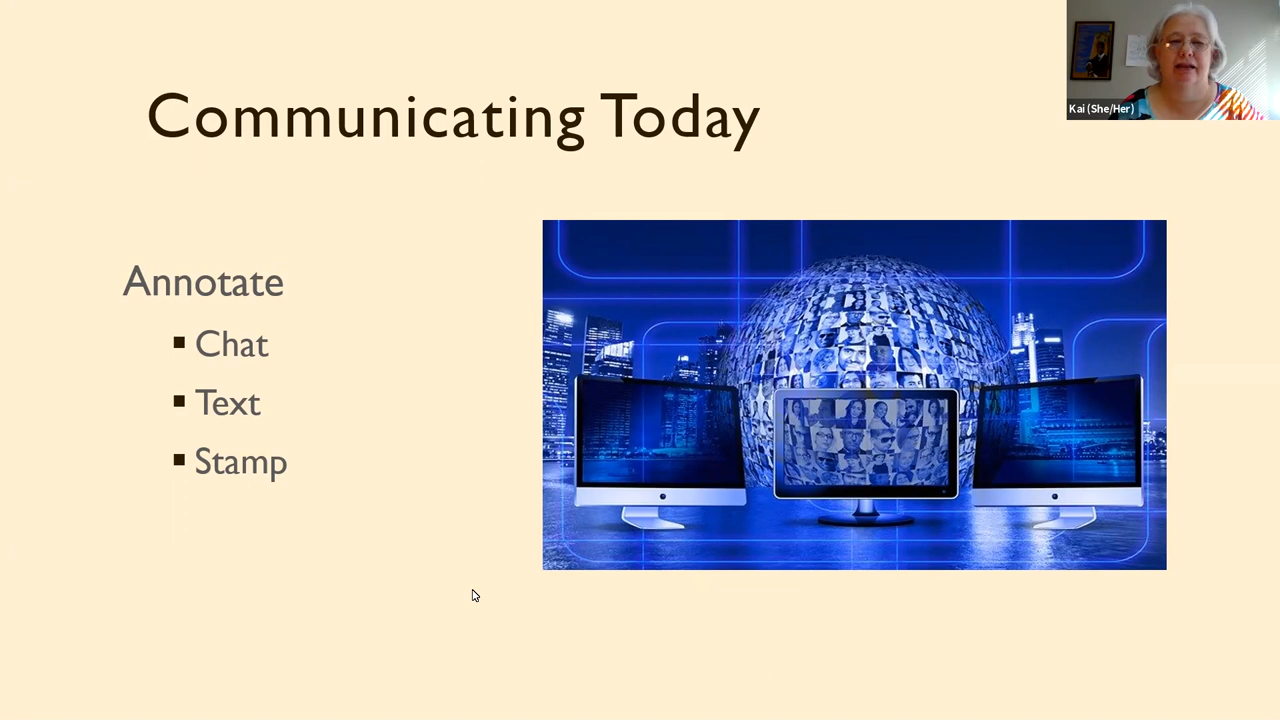 Communicating Today
Kai (She/Her)
Annotate
▪ Chat
▪ Text
▪ Stamp